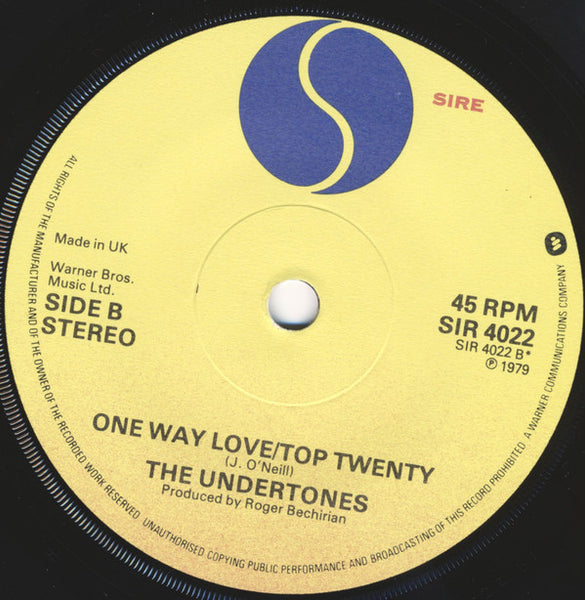 SIRE
Made in UK
Warner Bros.
Music Ltd.
SIDE B
STEREO
45 RPM
SIR 4022
SIR 4022 B*
℗ 1979
ONE WAY LOVE/TOP TWENTY
(J. O'Neill)
THE UNDERTONES
Produced by Roger Bechirian
ALL RIGHTS OF THE MANUFACTURER AND OF THE OWNER OF THE RECORDED WORK RESERVED UNAUTHORISED COPYING PUBLIC PERFORMANCE AND BROADCASTING OF THIS RECORD PROHIBITED A WARNER COMMUNICATIONS COMPANY